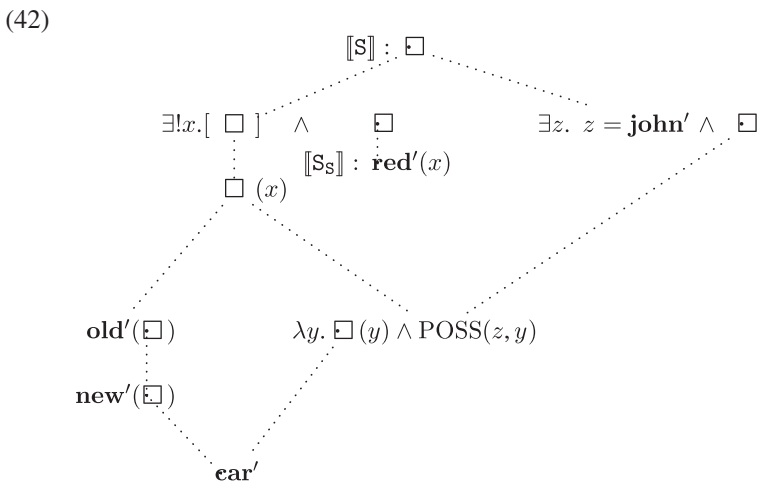 (42)
⟦S⟧ : □
∃!x.[ □ ] ∧ □ ∃z. z = john′ ∧ □
⟦S_S⟧ : red′(x)
□ (x)
old′(□) λy. □ (y) ∧ POSS(z, y)
new′(□)
car′